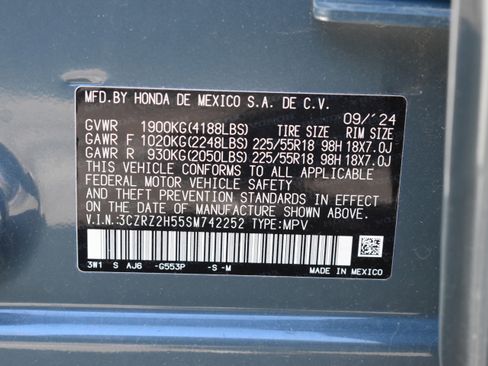 MFD.BY HONDA DE MEXICO S.A. DE C.V.
09/ '24
GVWR 1900KG(4188LBS) TIRE SIZE RIM SIZE
GAWR F 1020KG(2248LBS) 225/55R18 98H 18X7.0J
GAWR R 930KG(2050LBS) 225/55R18 98H 18X7.0J
THIS VEHICLE CONFORMS TO ALL APPLICABLE
FEDERAL MOTOR VEHICLE SAFETY
AND THEFT PREVENTION STANDARDS IN EFFECT
ON THE DATE OF MANUFACTURE SHOWN ABOVE.
V.I.N.:3CZRZ2H55SM742252 TYPE:MPV
3W1 S AJ6 -G553P -S -M
MADE IN MEXICO